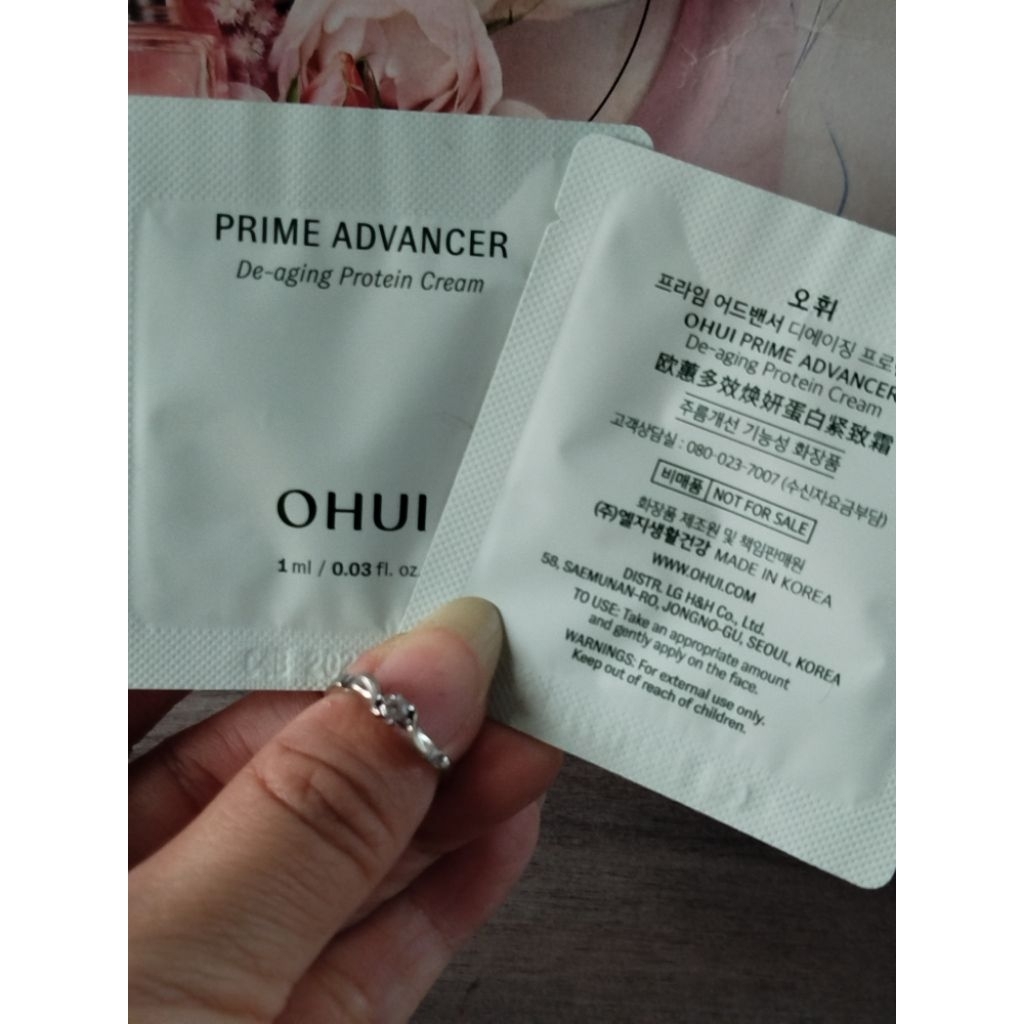 PRIME ADVANCER
De-aging Protein Cream
OHUI
1 ml / 0.03 fl. oz.
오휘
프라임 어드밴서 디에이징
OHUI PRIME ADVANCER
De-aging Protein Cream
欧蕙多效焕妍蛋白紧致霜
주름개선 기능성 화장품
고객상담실 : 080-023-7007 (수신자요금부담)
비매품 NOT FOR SALE
화장품 제조원 및 책임판매원
(주)엘지생활건강 MADE IN KOREA
WWW.OHUI.COM
DISTR. LG H&H Co., Ltd.
58, SAEMUNAN-RO, JONGNO-GU, SEOUL, KOREA
TO USE: Take an appropriate amount
and gently apply on the face.
WARNINGS: For external use only.
Keep out of reach of children.